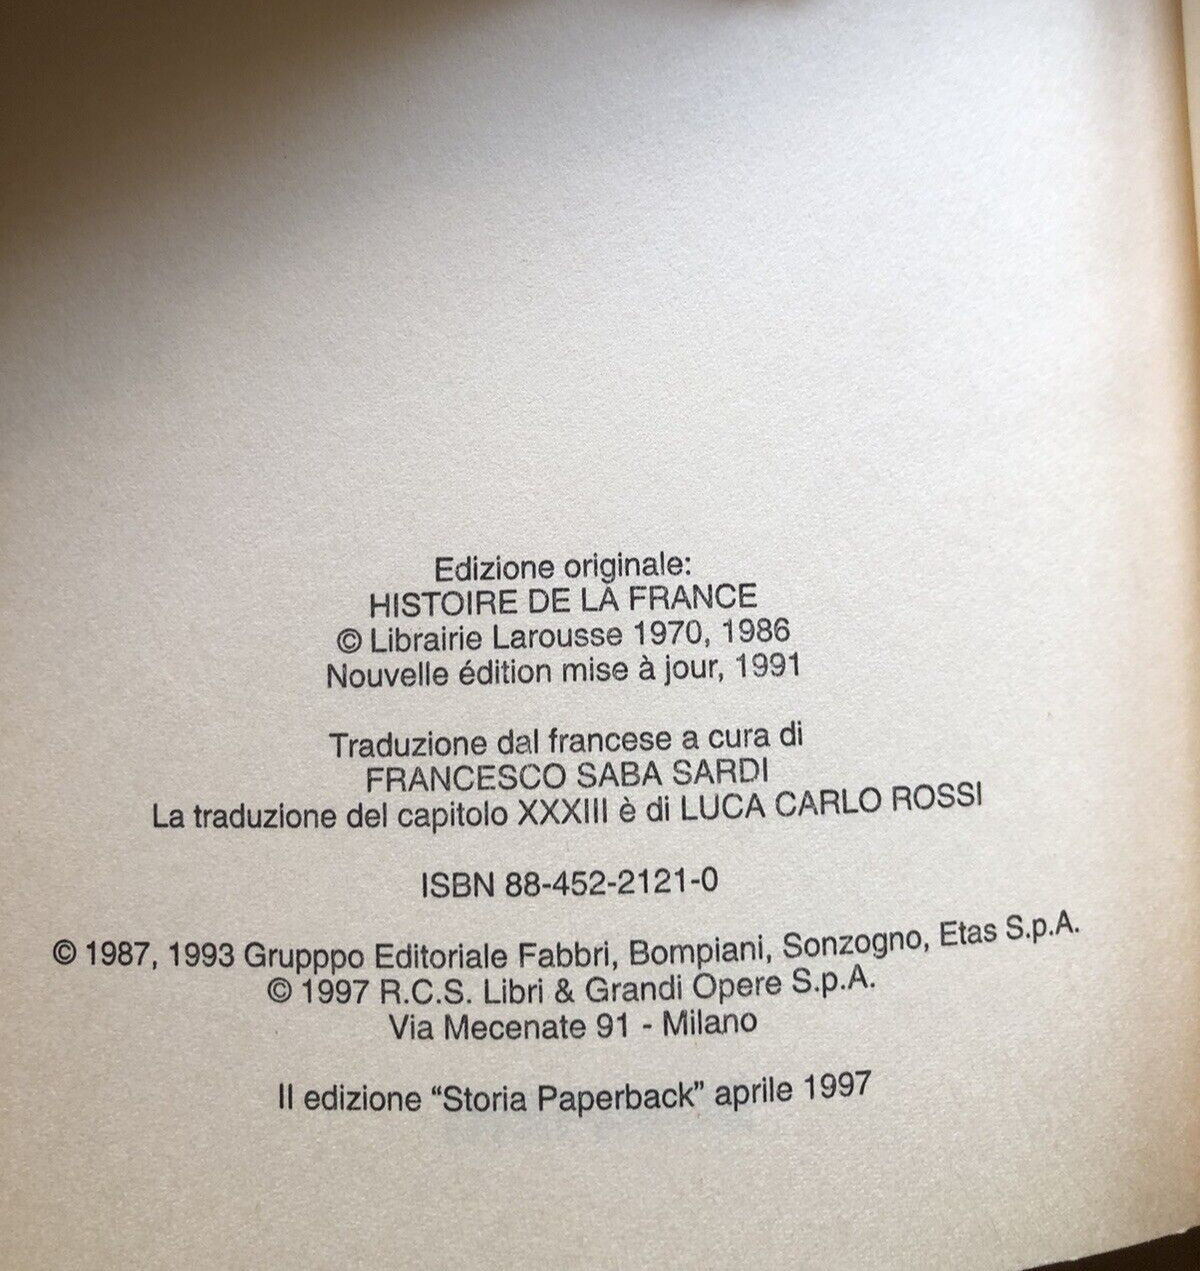 Edizione originale:
HISTOIRE DE LA FRANCE
© Librairie Larousse 1970, 1986
Nouvelle édition mise à jour, 1991
Traduzione dal francese a cura di
FRANCESCO SABA SARDI
La traduzione del capitolo XXXIII è di LUCA CARLO ROSSI
ISBN 88-452-2121-0
© 1987, 1993 Grupppo Editoriale Fabbri, Bompiani, Sonzogno, Etas S.p.A.
© 1997 R.C.S. Libri & Grandi Opere S.p.A.
Via Mecenate 91 - Milano
II edizione “Storia Paperback” aprile 1997